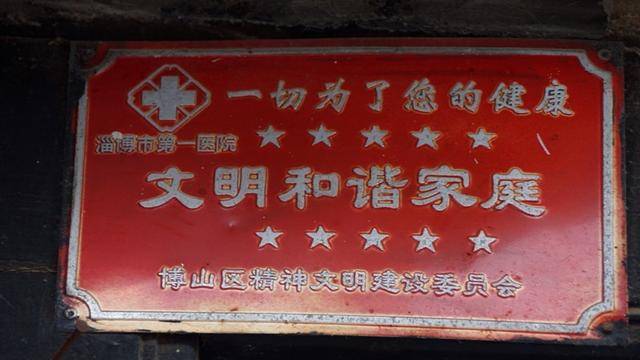 一切为了您的健康
淄博市第一医院
文明和谐家庭
博山区精神文明建设委员会